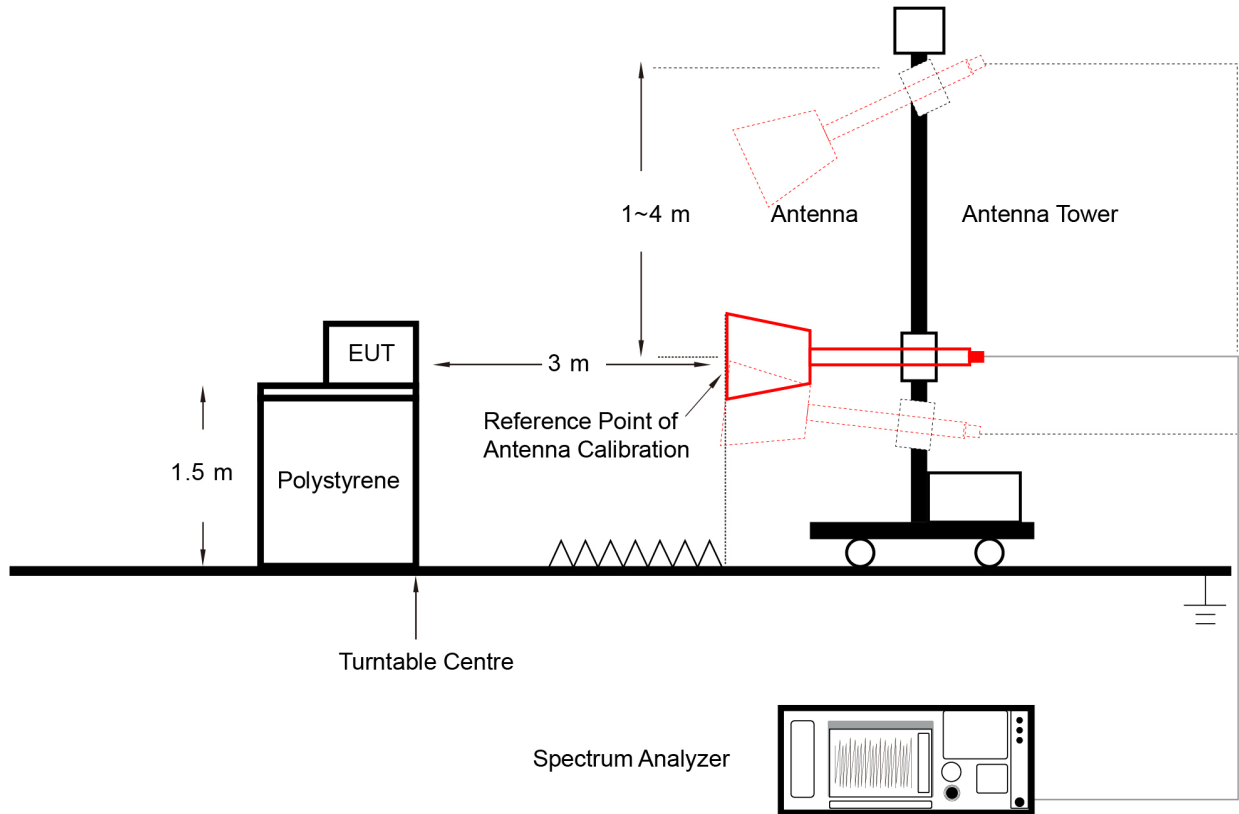 1~4 m
Antenna
Antenna Tower
EUT
3 m
Reference Point of
Antenna Calibration
1.5 m
Polystyrene
Turntable Centre
Spectrum Analyzer